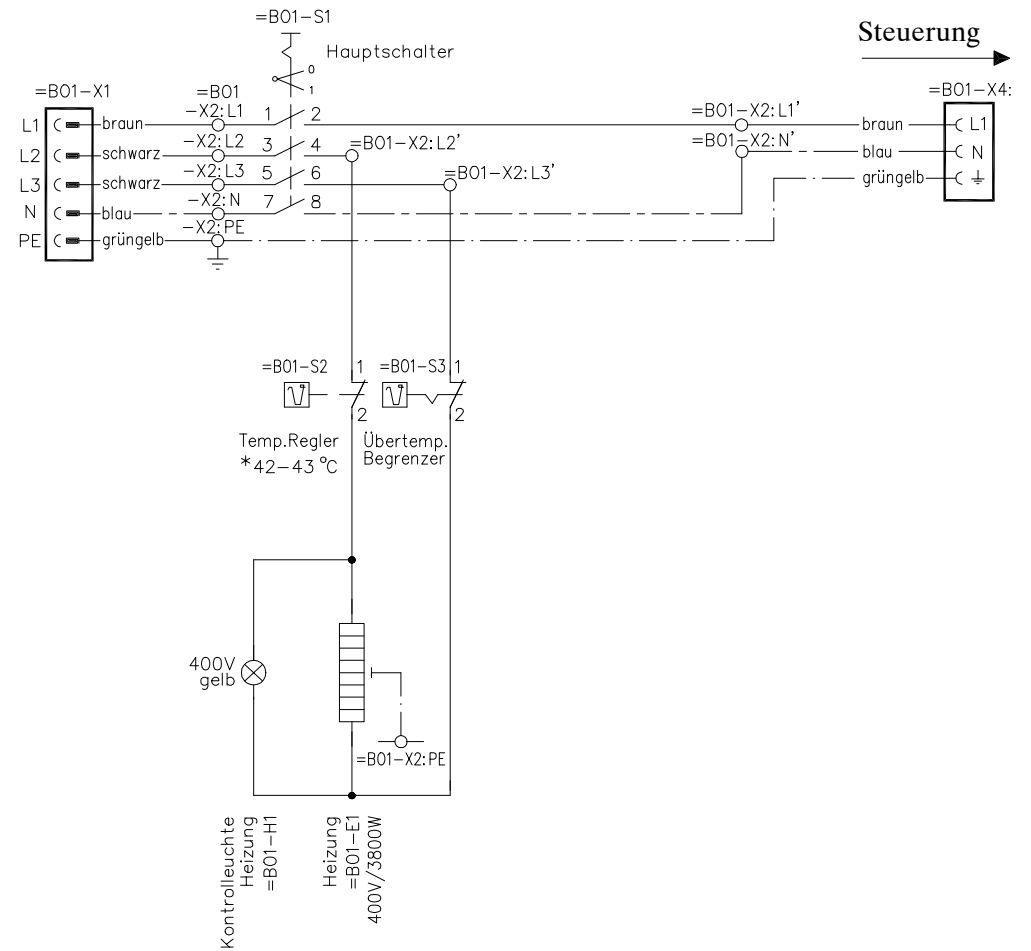 =B01-S1
Hauptschalter
Steuerung
0
1
=B01-X1
=B01
=B01-X4:
L1
braun
-X2:L1
1
2
=B01-X2:L1'
braun
L1
L2
schwarz
-X2:L2
3
4
=B01-X2:L2'
=B01-X2:N'
blau
N
L3
schwarz
-X2:L3
5
6
=B01-X2:L3'
grüngelb
N
blau
-X2:N
7
8
PE
grüngelb
-X2:PE
=B01-S2
1
2
=B01-S3
1
2
Temp.Regler
*42-43 °C
Übertemp.
Begrenzer
400V
gelb
=B01-X2:PE
Kontrolleuchte
Heizung
=B01-H1
Heizung
=B01-E1
400V/3800W